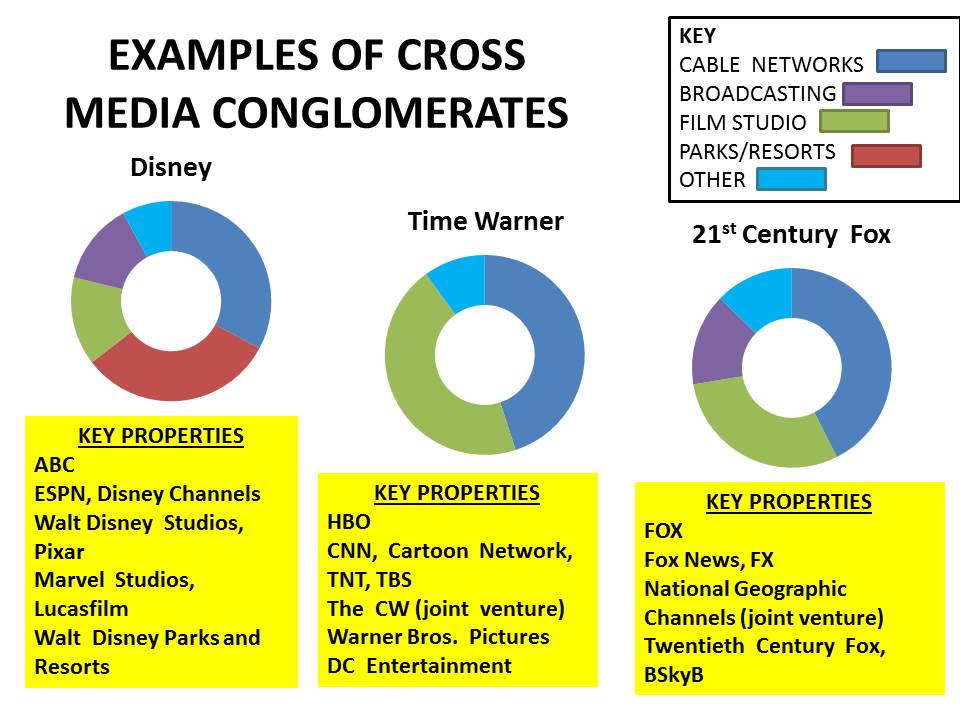 EXAMPLES OF CROSS
MEDIA CONGLOMERATES
KEY
CABLE NETWORKS
BROADCASTING
FILM STUDIO
PARKS/RESORTS
OTHER
Disney
KEY PROPERTIES
ABC
ESPN, Disney Channels
Walt Disney Studios,
Pixar
Marvel Studios,
Lucasfilm
Walt Disney Parks and
Resorts
Time Warner
KEY PROPERTIES
HBO
CNN, Cartoon Network,
TNT, TBS
The CW (joint venture)
Warner Bros. Pictures
DC Entertainment
21st Century Fox
KEY PROPERTIES
FOX
Fox News, FX
National Geographic
Channels (joint venture)
Twentieth Century Fox,
BSkyB